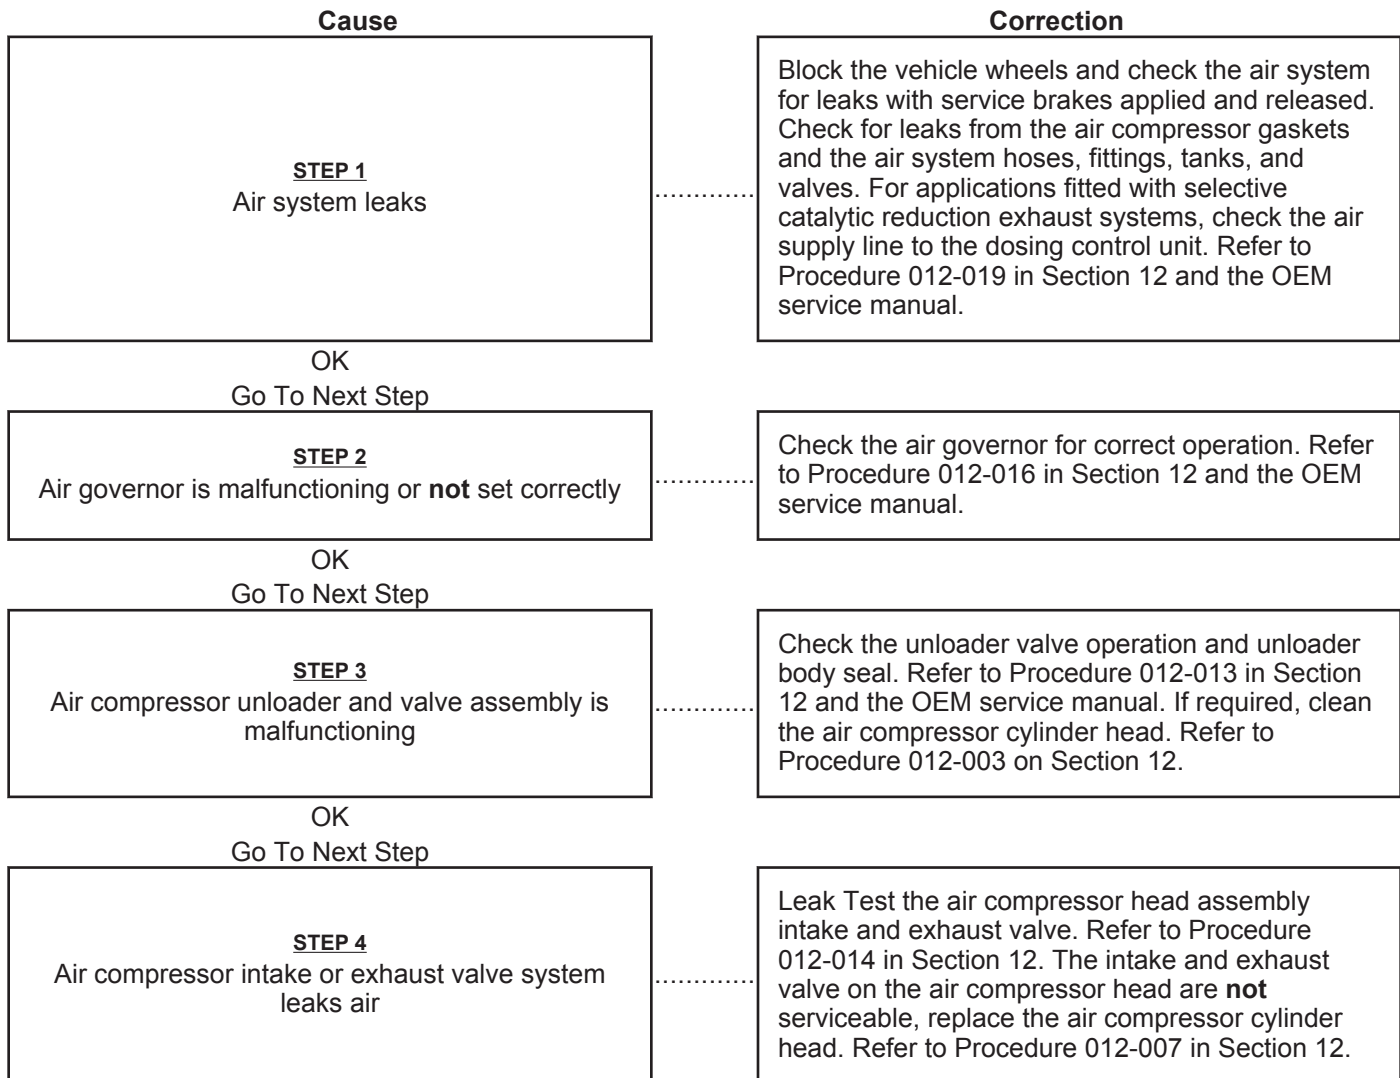 Cause
Correction
STEP 1
Air system leaks
Block the vehicle wheels and check the air system
for leaks with service brakes applied and released.
Check for leaks from the air compressor gaskets
and the air system hoses, fittings, tanks, and
valves. For applications fitted with selective
catalytic reduction exhaust systems, check the air
supply line to the dosing control unit. Refer to
Procedure 012-019 in Section 12 and the OEM
service manual.
OK
Go To Next Step
STEP 2
Air governor is malfunctioning or not set correctly
Check the air governor for correct operation. Refer
to Procedure 012-016 in Section 12 and the OEM
service manual.
OK
Go To Next Step
STEP 3
Air compressor unloader and valve assembly is
malfunctioning
Check the unloader valve operation and unloader
body seal. Refer to Procedure 012-013 in Section
12 and the OEM service manual. If required, clean
the air compressor cylinder head. Refer to
Procedure 012-003 on Section 12.
OK
Go To Next Step
STEP 4
Air compressor intake or exhaust valve system
leaks air
Leak Test the air compressor head assembly
intake and exhaust valve. Refer to Procedure
012-014 in Section 12. The intake and exhaust
valve on the air compressor head are not
serviceable, replace the air compressor cylinder
head. Refer to Procedure 012-007 in Section 12.